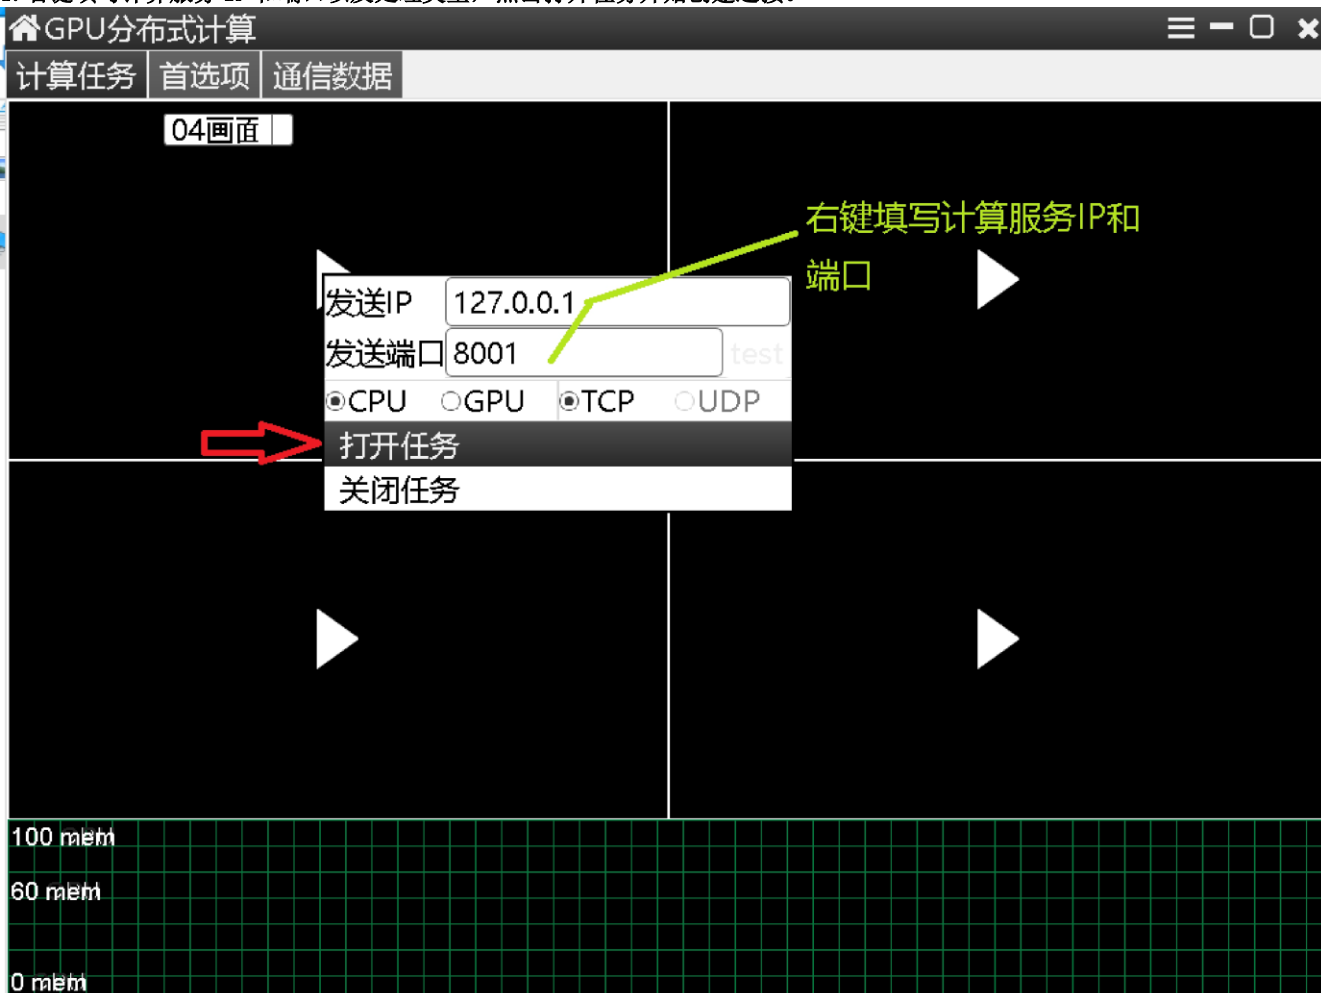 GPU分布式计算
计算任务 首选项 通信数据
04画面
右键填写计算服务IP和
端口
发送IP 127.0.0.1
发送端口 8001 test
CPU GPU TCP UDP
打开任务
关闭任务
100 mem
60 mem
0 mem